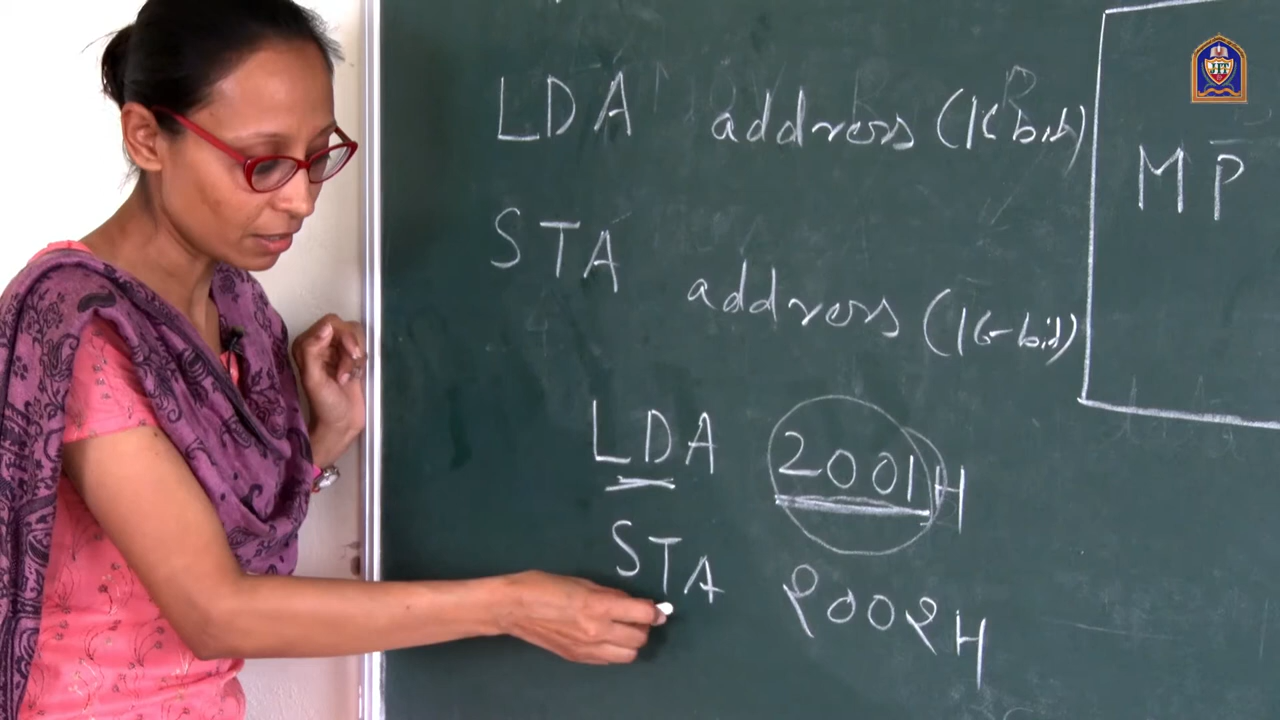 LDA address (16 bit)
MP
STA address (16-bit)
LDA 2001H
STA 2002H